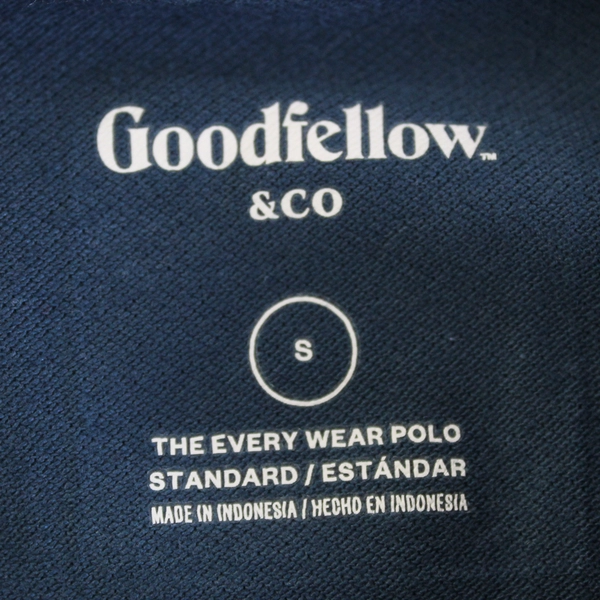 Goodfellow™
&CO
S
THE EVERY WEAR POLO
STANDARD / ESTÁNDAR
MADE IN INDONESIA / HECHO EN INDONESIA